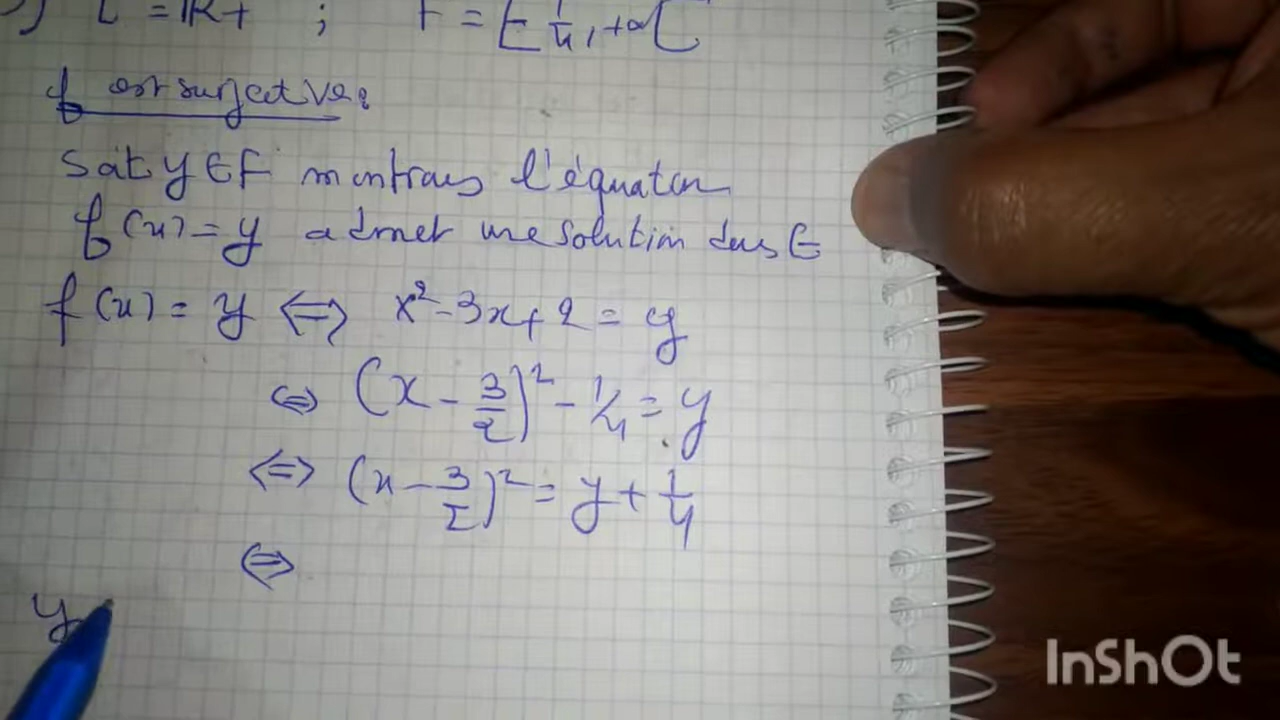 E = ℝ+ ; F = [1/4, +∞[
f est surjective:
Soit y ∈ F montrons l'équation
f(x) = y admet une solution dans E
f(x) = y ⟺ x² - 3x + 2 = y
⟺ (x - 3/2)² - 1/4 = y
⟺ (x - 3/2)² = y + 1/4
⟺
y
InShOt